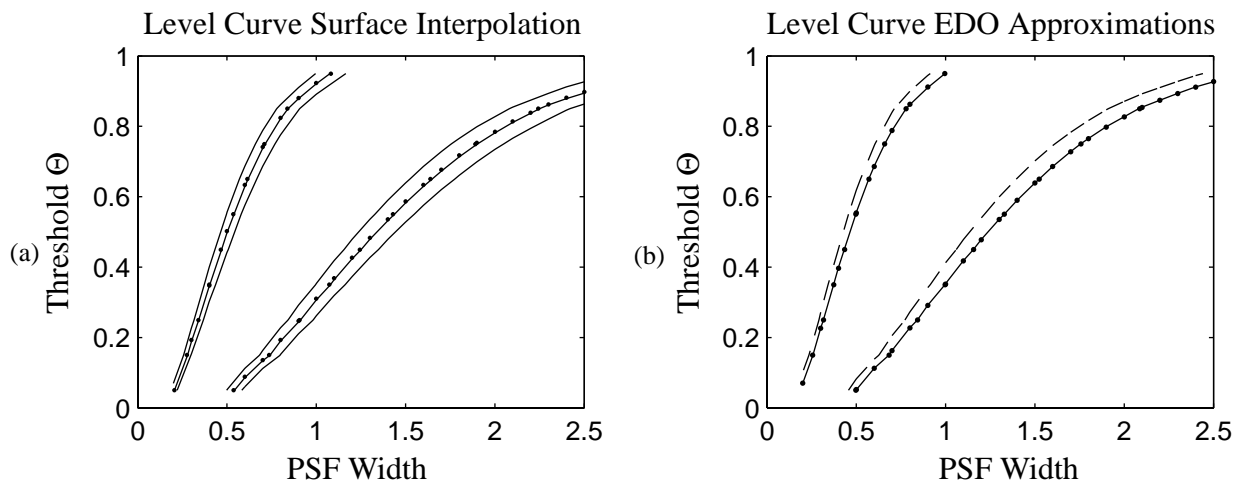 Level Curve Surface Interpolation
1
0.8
0.6
0.4
0.2
0
0 0.5 1 1.5 2 2.5
Threshold Θ
PSF Width
(a)
Level Curve EDO Approximations
1
0.8
0.6
0.4
0.2
0
0 0.5 1 1.5 2 2.5
Threshold Θ
PSF Width
(b)